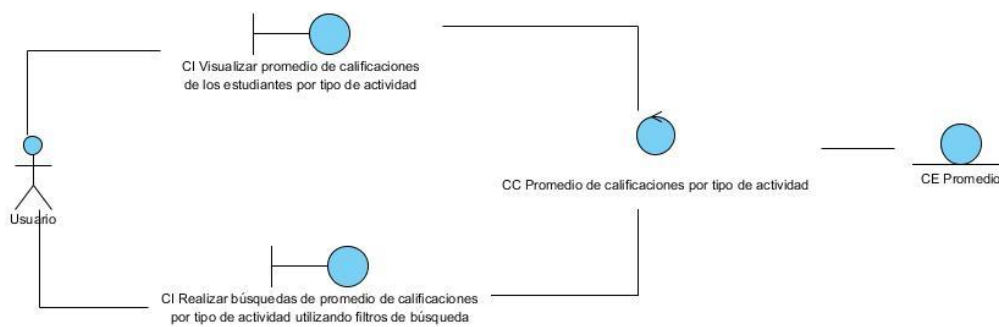 CI Visualizar promedio de calificaciones
de los estudiantes por tipo de actividad
Usuario
CC Promedio de calificaciones por tipo de actividad
CE Promedio
CI Realizar búsquedas de promedio de calificaciones
por tipo de actividad utilizando filtros de búsqueda